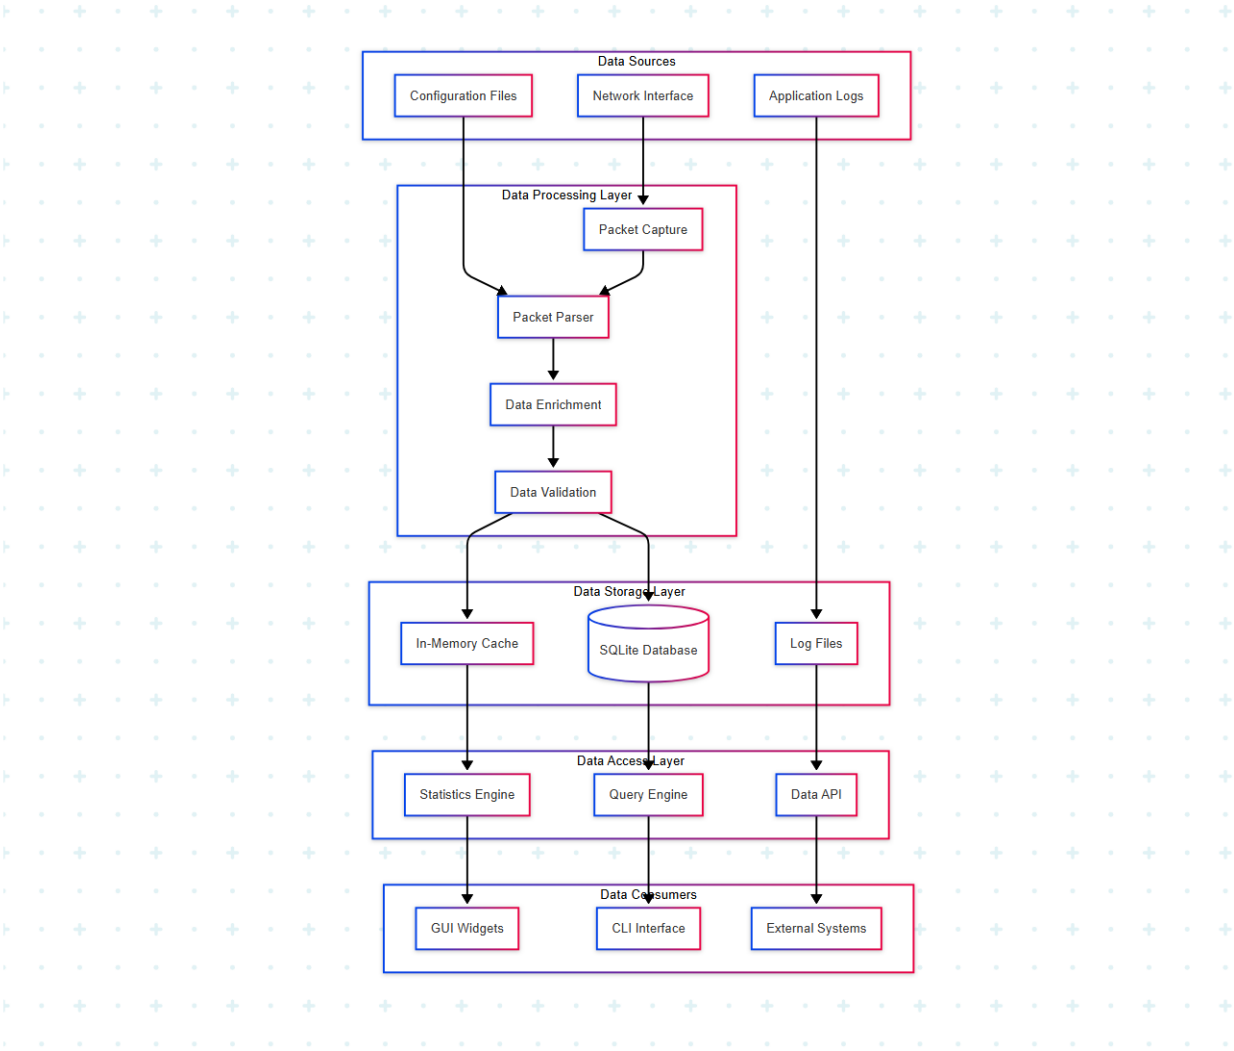 Data Sources
Configuration Files
Network Interface
Application Logs
Data Processing Layer
Packet Capture
Packet Parser
Data Enrichment
Data Validation
Data Storage Layer
In-Memory Cache
SQLite Database
Log Files
Data Access Layer
Statistics Engine
Query Engine
Data API
Data Consumers
GUI Widgets
CLI Interface
External Systems